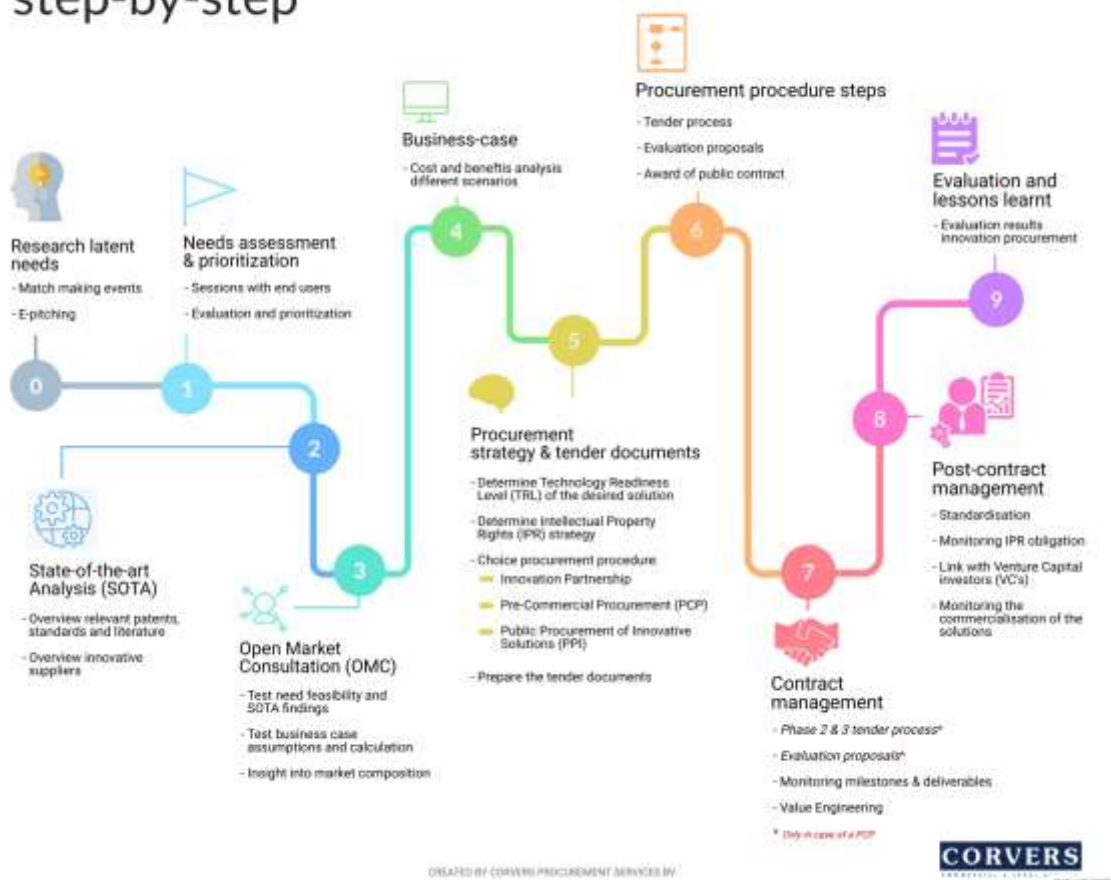 step-by-step
0
Research latent
needs
- Match making events
- E-pitching
1
Needs assessment
& prioritization
- Sessions with end users
- Evaluation and prioritization
2
State-of-the-art
Analysis (SOTA)
- Overview relevant patents,
standards and literature
- Overview innovative
suppliers
3
Open Market
Consultation (OMC)
- Test need feasibility and
SOTA findings
- Test business case
assumptions and calculation
- Insight into market composition
4
Business-case
- Cost and beneftis analysis
different scenarios
5
Procurement
strategy & tender documents
- Determine Technology Readiness
Level (TRL) of the desired solution
- Determine Intellectual Property
Rights (IPR) strategy
- Choice procurement procedure
Innovation Partnership
Pre-Commercial Procurement (PCP)
Public Procurement of Innovative
Solutions (PPI)
- Prepare the tender documents
6
Procurement procedure steps
- Tender process
- Evaluation proposals
- Award of public contract
7
Contract
management
- Phase 2 & 3 tender process*
- Evaluation proposals*
- Monitoring milestones & deliverables
- Value Engineering
* Only in case of a PCP
8
Post-contract
management
- Standardisation
- Monitoring IPR obligation
- Link with Venture Capital
investors (VC's)
- Monitoring the
commercialisation of the
solutions
9
Evaluation and
lessons learnt
- Evaluation results
innovation procurement
CREATED BY CORVERS PROCUREMENT SERVICES BV
CORVERS